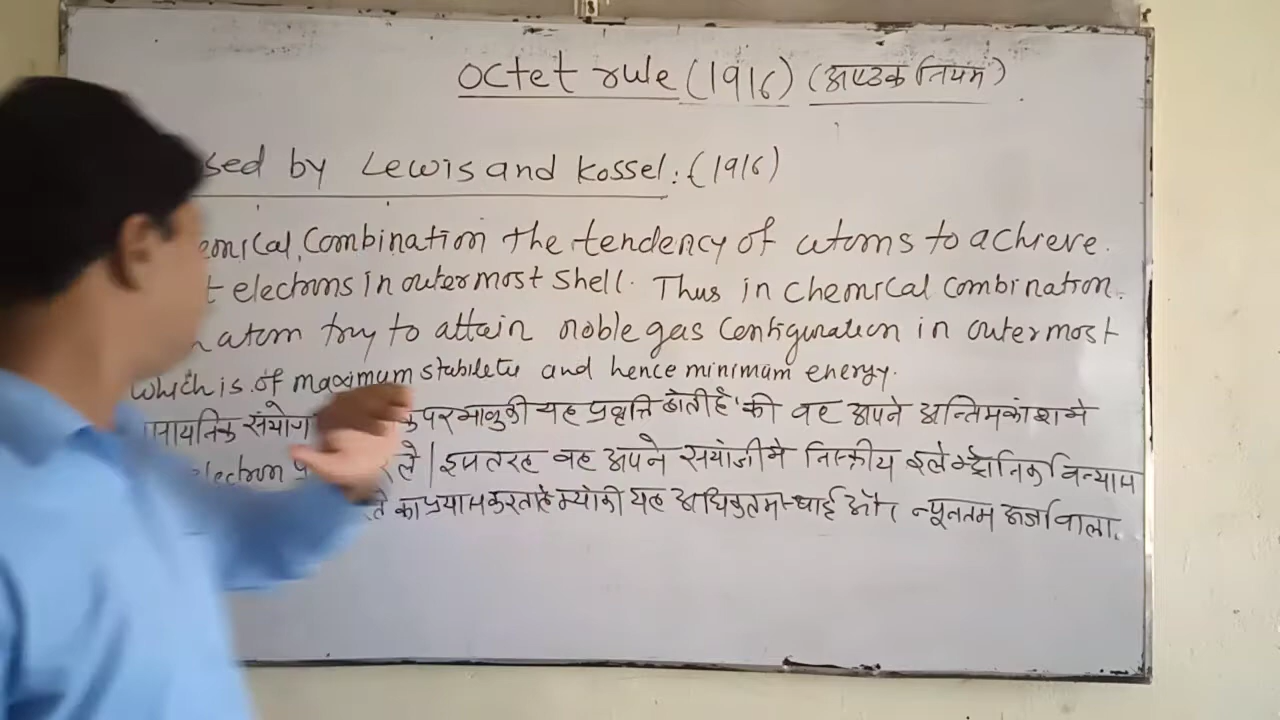 Octet rule (1916) (अष्टक नियम)
sed by Lewis and Kossel: (1916)
emical Combination the tendency of atoms to achieve.
t electrons in outermost shell. Thus in chemical combination.
atom try to attain noble gas Configuration in outermost
which is of maximum stability and hence minimum energy.
ायनिक संयोग परमाणु की यह प्रवृत्ति होती है की वह अपने अन्तिम कोश मे
electron ले | इस तरह वह अपने संयोजी मे निष्क्रीय इलेक्ट्रानिक विन्यास
का प्रयास करता है क्योंकी यह अधिकतम स्थाई और न्यूनतम ऊर्जा वाला.